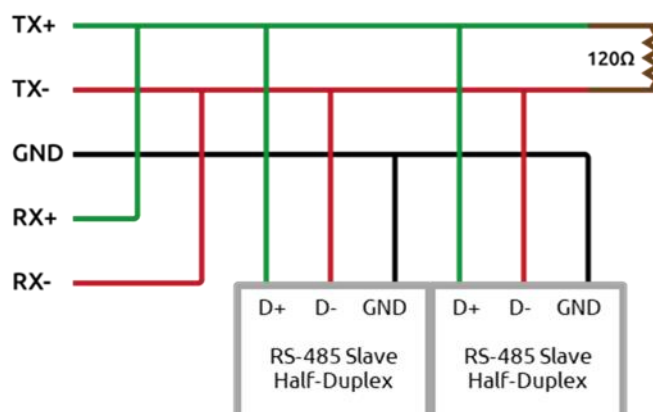 TX+
TX-
120Ω
GND
RX+
RX-
D+ D- GND
RS-485 Slave
Half-Duplex
D+ D- GND
RS-485 Slave
Half-Duplex